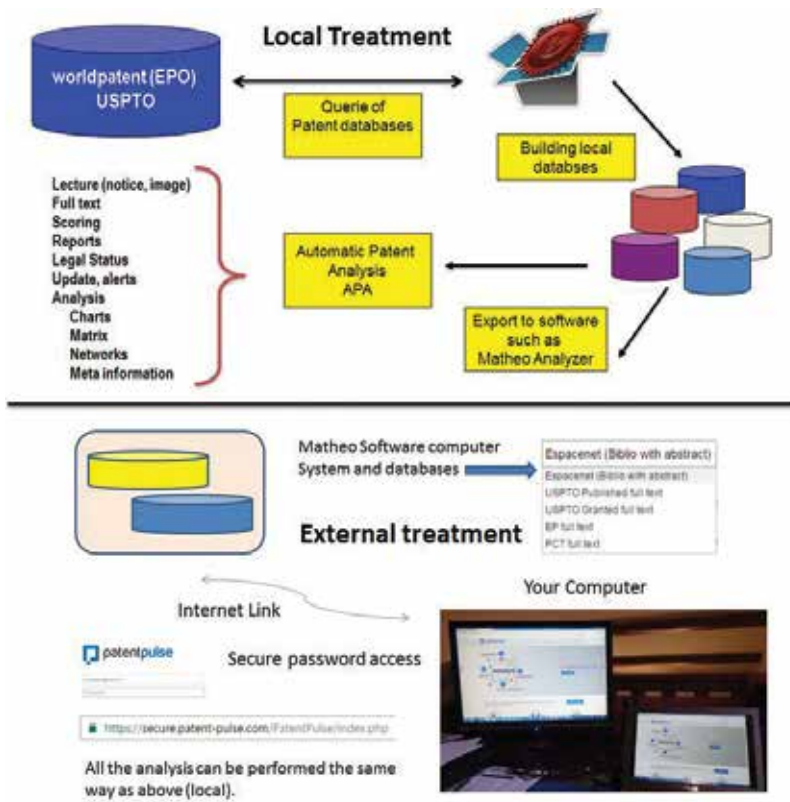 Local Treatment
worldpatent (EPO)
USPTO
Querie of
Patent databases
Building local
databses
Lecture (notice, image)
Full text
Scoring
Reports
Legal Status
Update, alerts
Analysis
Charts
Matrix
Networks
Meta information
Automatic Patent
Analysis
APA
Export to software
such as
Matheo Analyzer
Matheo Software computer
System and databases
Espacenet (Biblio with abstract)
Espacenet (Biblio with abstract)
USPTO Published full text
USPTO Granted full text
EP full text
PCT full text
External treatment
Your Computer
Internet Link
patentpulse
Secure password access
https://secure.patent-pulse.com/PatentPulse/index.php
All the analysis can be performed the same
way as above (local).